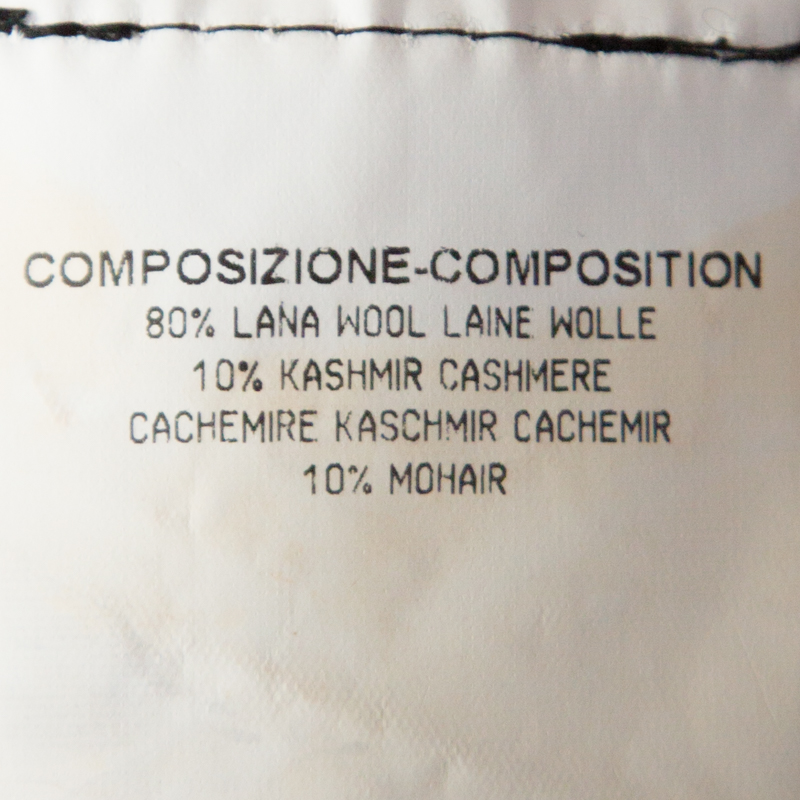 COMPOSIZIONE-COMPOSITION
80% LANA WOOL LAINE WOLLE
10% KASHMIR CASHMERE
CACHEMIRE KASCHMIR CACHEMIR
10% MOHAIR